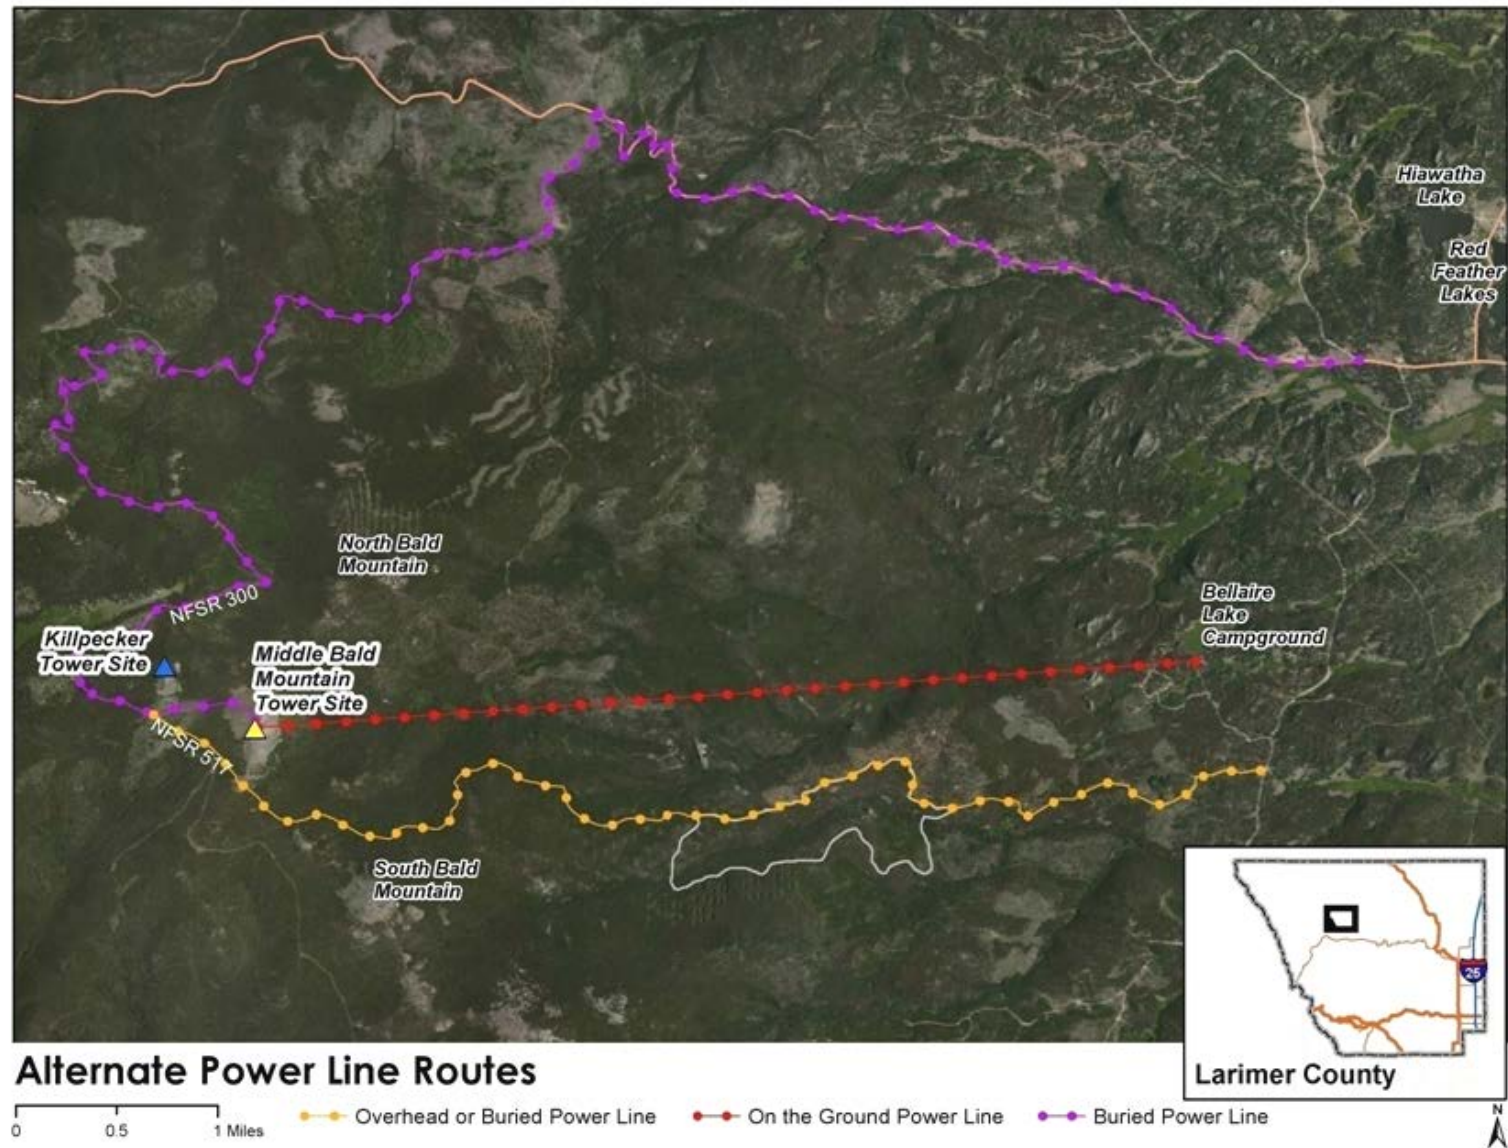 Hiawatha
Lake
Red
Feather
Lakes
North Bald
Mountain
NFSR 300
Bellaire
Lake
Campground
Killpecker
Tower Site
Middle Bald
Mountain
Tower Site
NFSR 517
South Bald
Mountain
25
Larimer County
Alternate Power Line Routes
0 0.5 1 Miles
Overhead or Buried Power Line
On the Ground Power Line
Buried Power Line
N